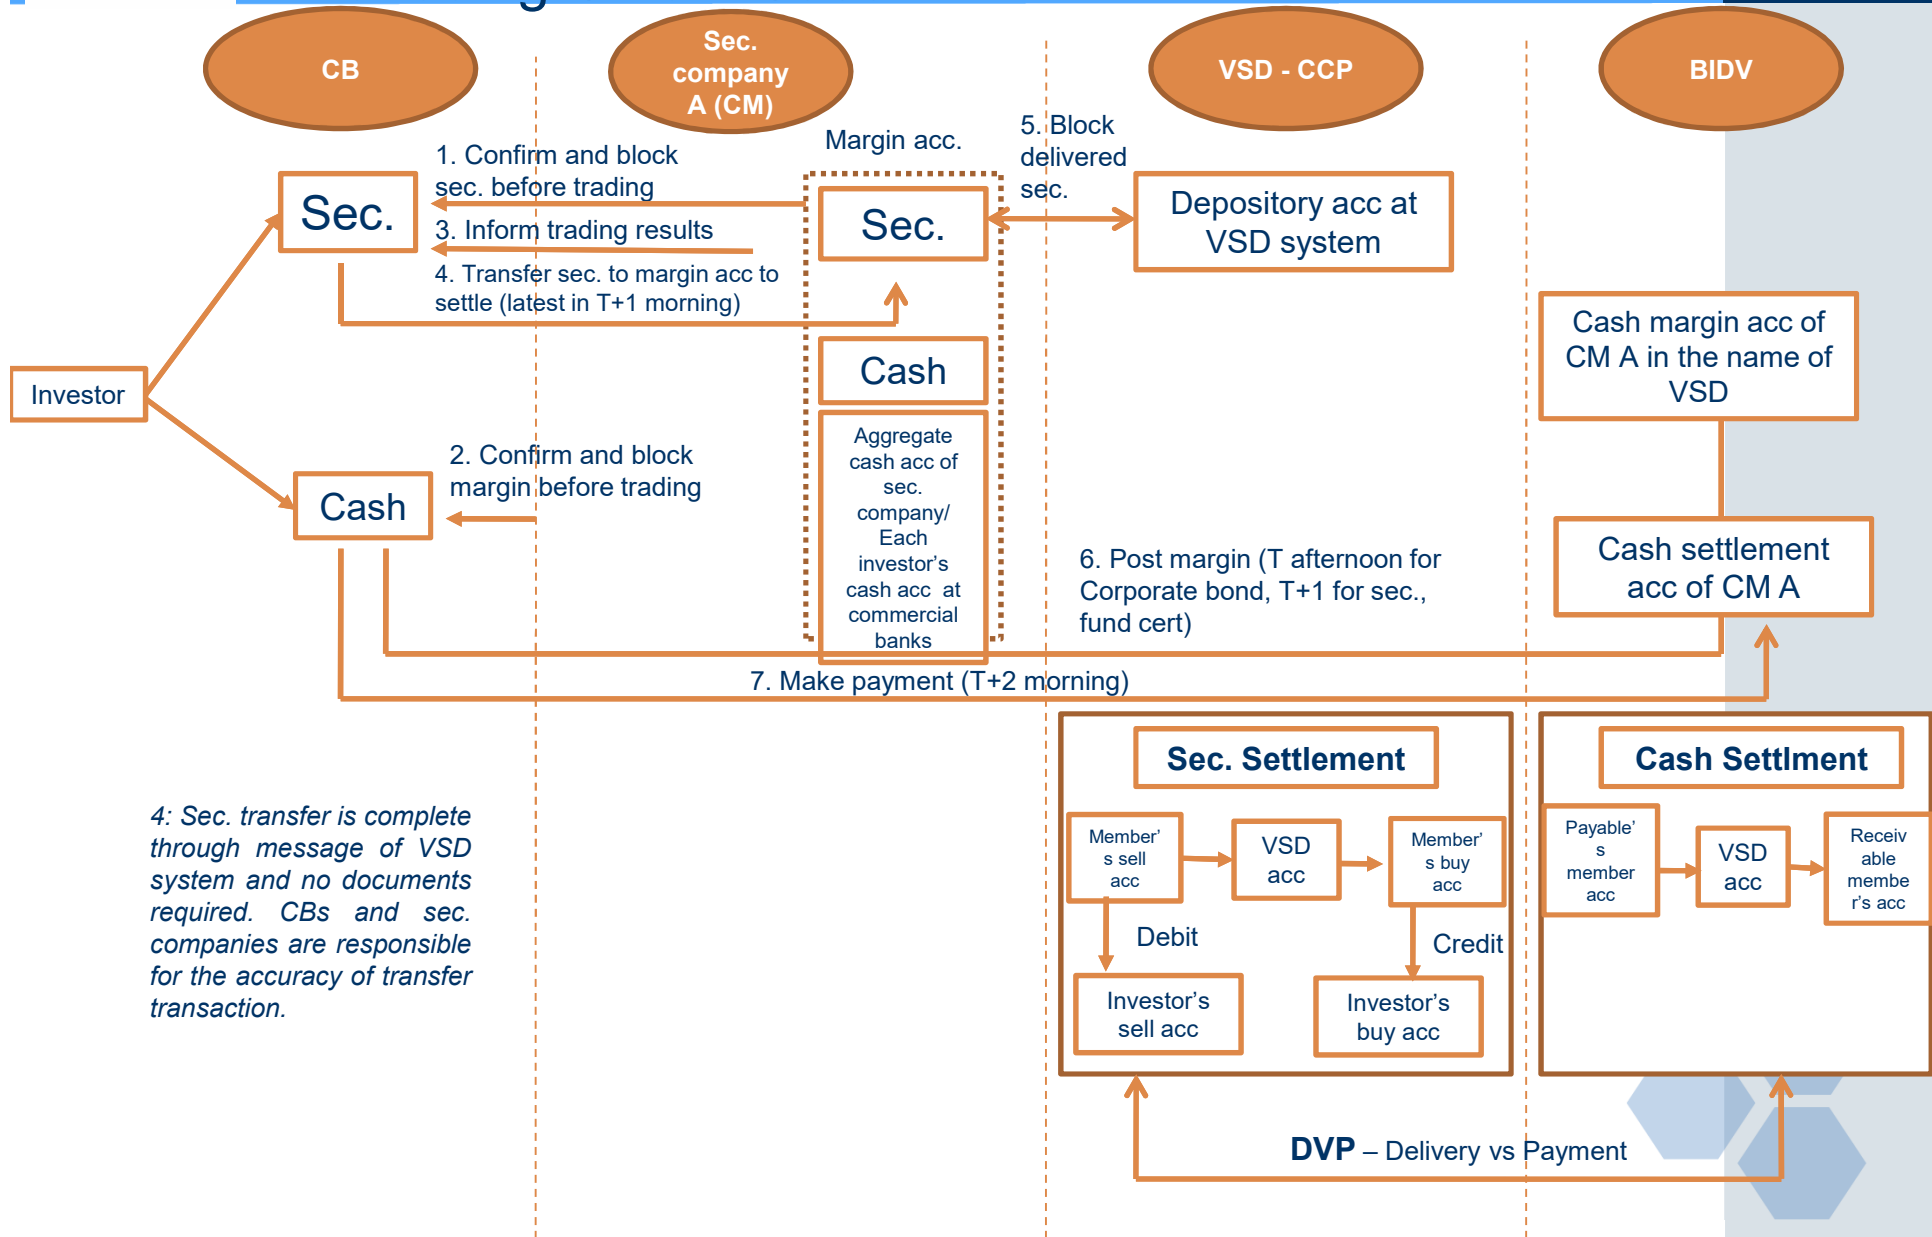 CB
Sec.
company
A (CM)
VSD - CCP
BIDV
Margin acc.
1. Confirm and block
sec. before trading
3. Inform trading results
4. Transfer sec. to margin acc to
settle (latest in T+1 morning)
5. Block
delivered
sec.
Sec.
Sec.
Depository acc at
VSD system
Cash margin acc of
CM A in the name of
VSD
Investor
Cash
Aggregate
cash acc of
sec.
company/
Each
investor’s
cash acc at
commercial
banks
2. Confirm and block
margin before trading
Cash
6. Post margin (T afternoon for
Corporate bond, T+1 for sec.,
fund cert)
Cash settlement
acc of CM A
7. Make payment (T+2 morning)
4: Sec. transfer is complete
through message of VSD
system and no documents
required. CBs and sec.
companies are responsible
for the accuracy of transfer
transaction.
Sec. Settlement
Member’
s sell
acc
VSD
acc
Member’
s buy
acc
Debit
Credit
Investor’s
sell acc
Investor’s
buy acc
Cash Settlment
Payable’
s
member
acc
VSD
acc
Receiv
able
membe
r’s acc
DVP – Delivery vs Payment